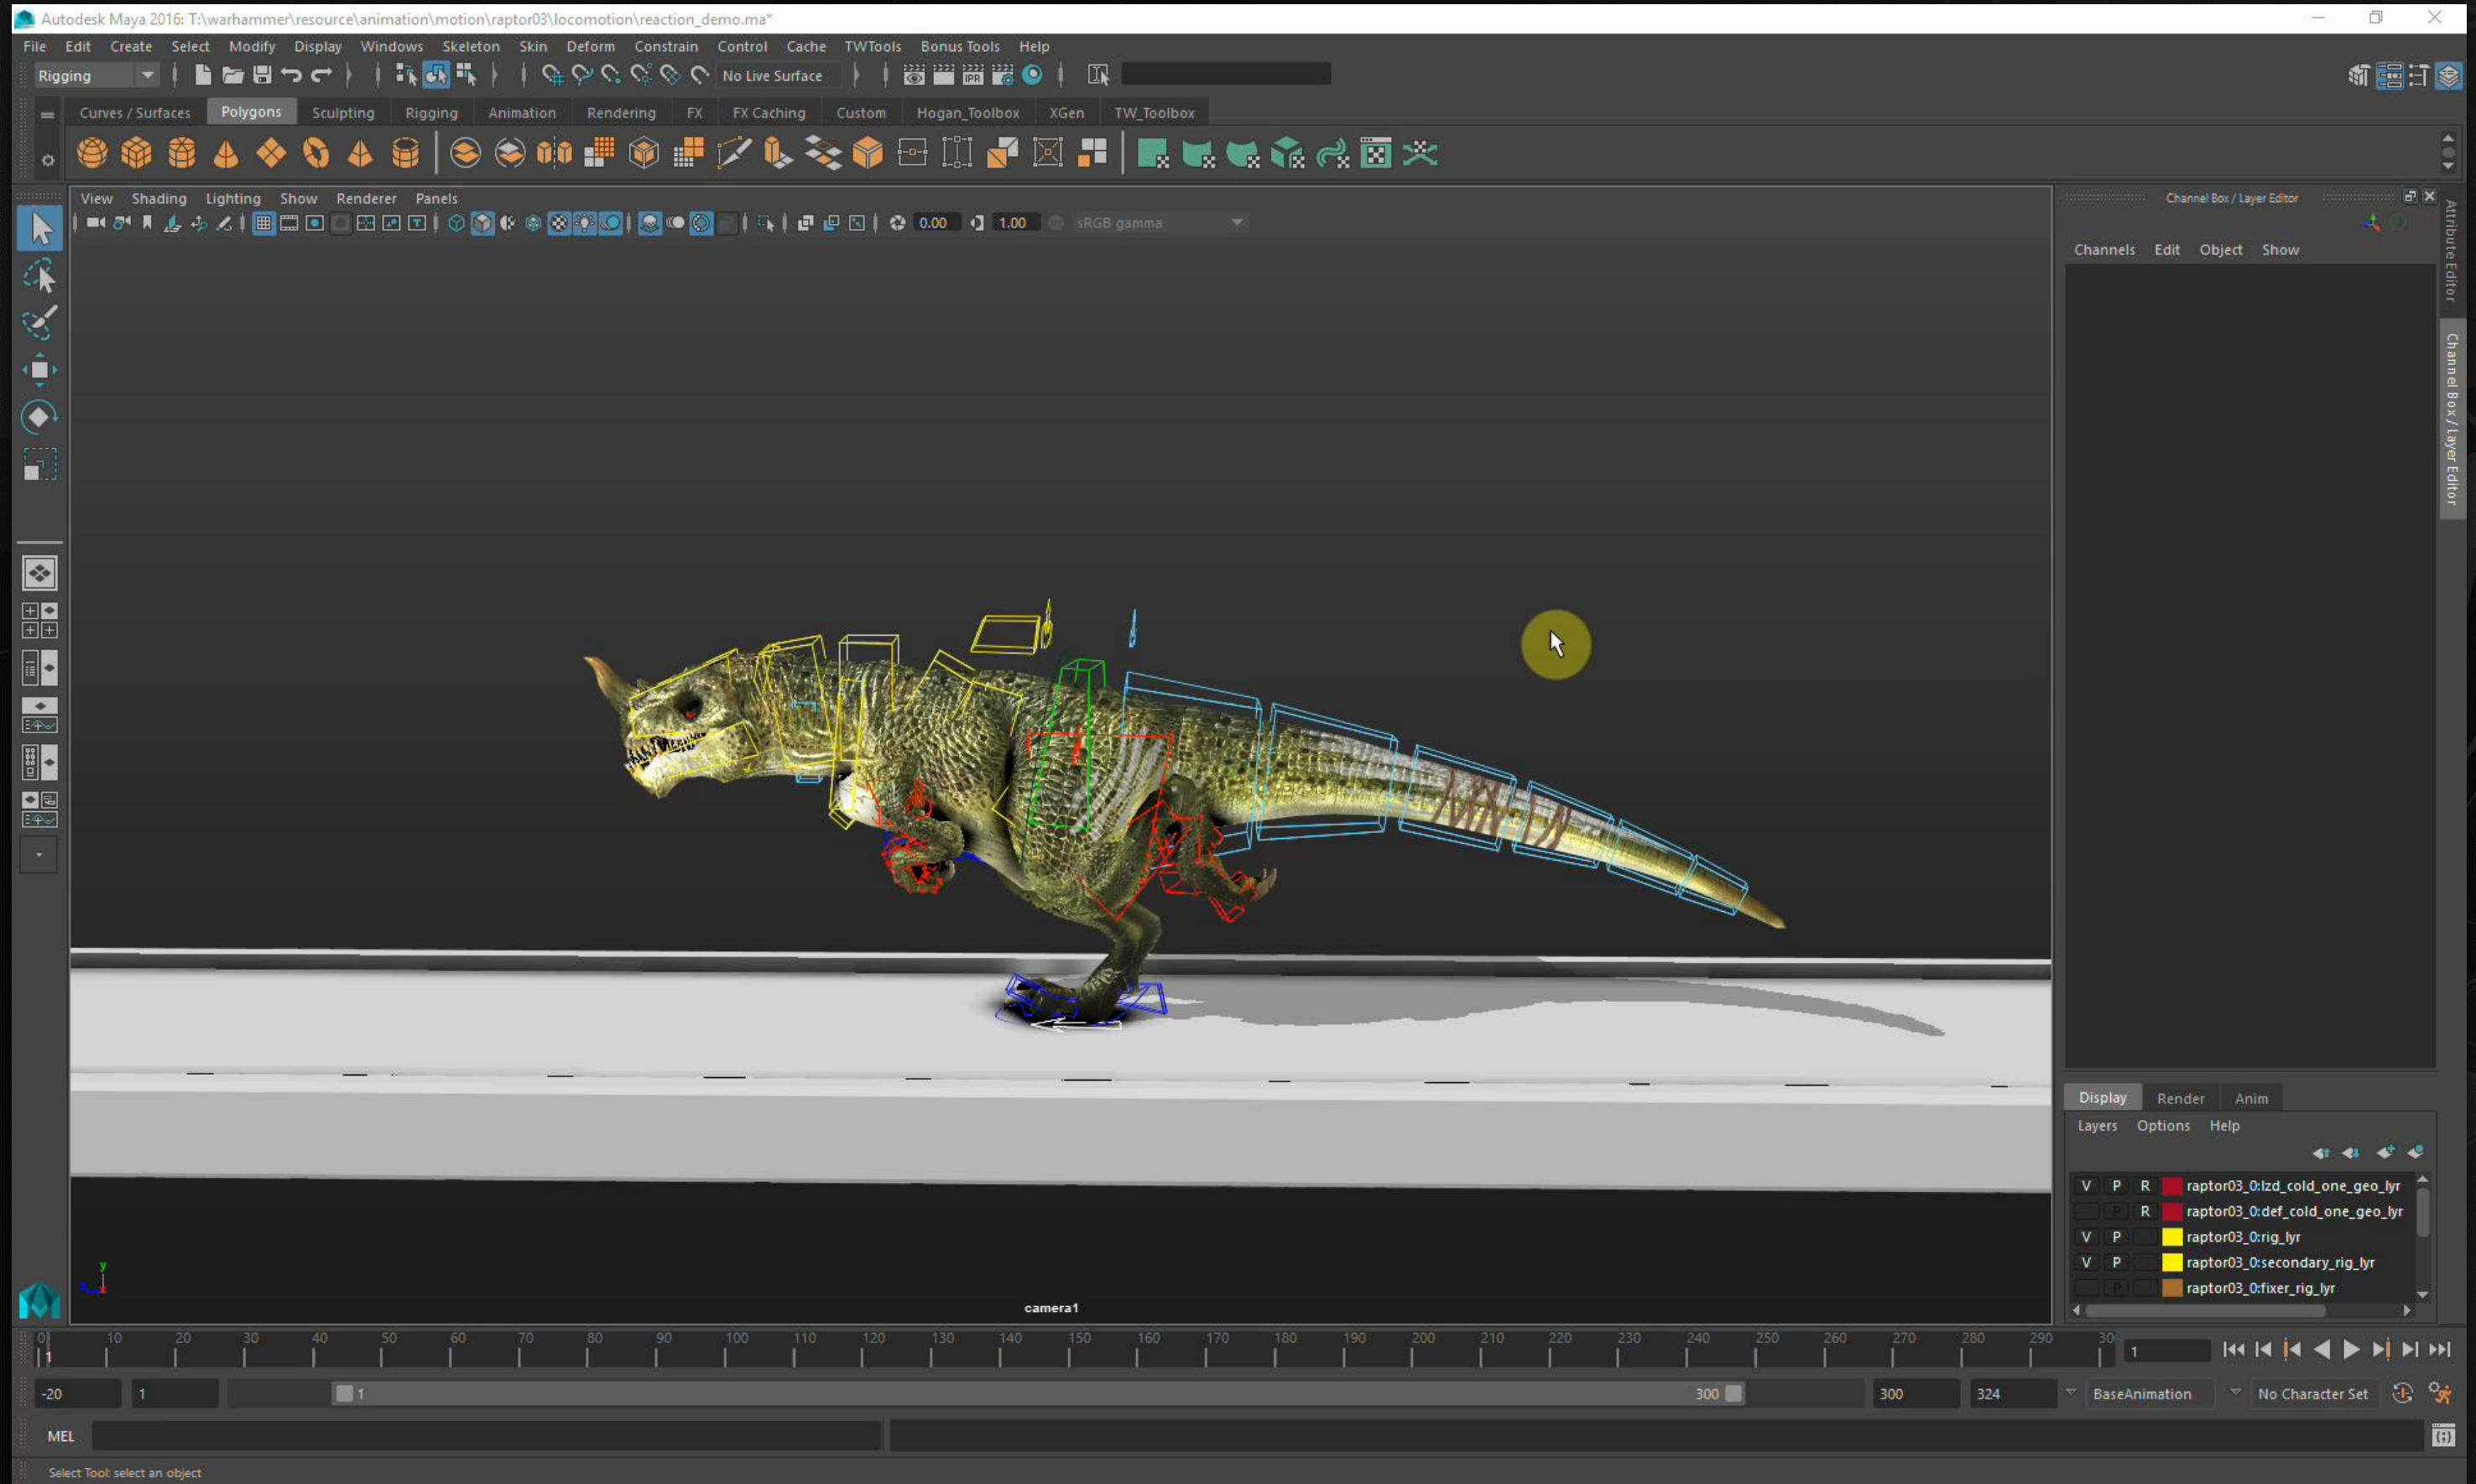 Autodesk Maya 2016: T:\warhammer\resource\animation\motion\raptor03\locomotion\reaction_demo.ma*
File Edit Create Select Modify Display Windows Skeleton Skin Deform Constrain Control Cache TWTools Bonus Tools Help
Rigging No Live Surface IPR
Curves / Surfaces Polygons Sculpting Rigging Animation Rendering FX FX Caching Custom Hogan_Toolbox XGen TW_Toolbox
View Shading Lighting Show Renderer Panels
0.00 1.00 sRGB gamma
Channel Box / Layer Editor
Channels Edit Object Show
Attribute Editor
Channel Box / Layer Editor
Display Render Anim
Layers Options Help
V P R raptor03_0:lzd_cold_one_geo_lyr
P R raptor03_0:def_cold_one_geo_lyr
V P raptor03_0:rig_lyr
V P raptor03_0:secondary_rig_lyr
P raptor03_0:fixer_rig_lyr
y
camera1
0 10 20 30 40 50 60 70 80 90 100 110 120 130 140 150 160 170 180 190 200 210 220 230 240 250 260 270 280 290 30
1 1
-20 1 1 300 300 324 BaseAnimation No Character Set
MEL
Select Tool: select an object